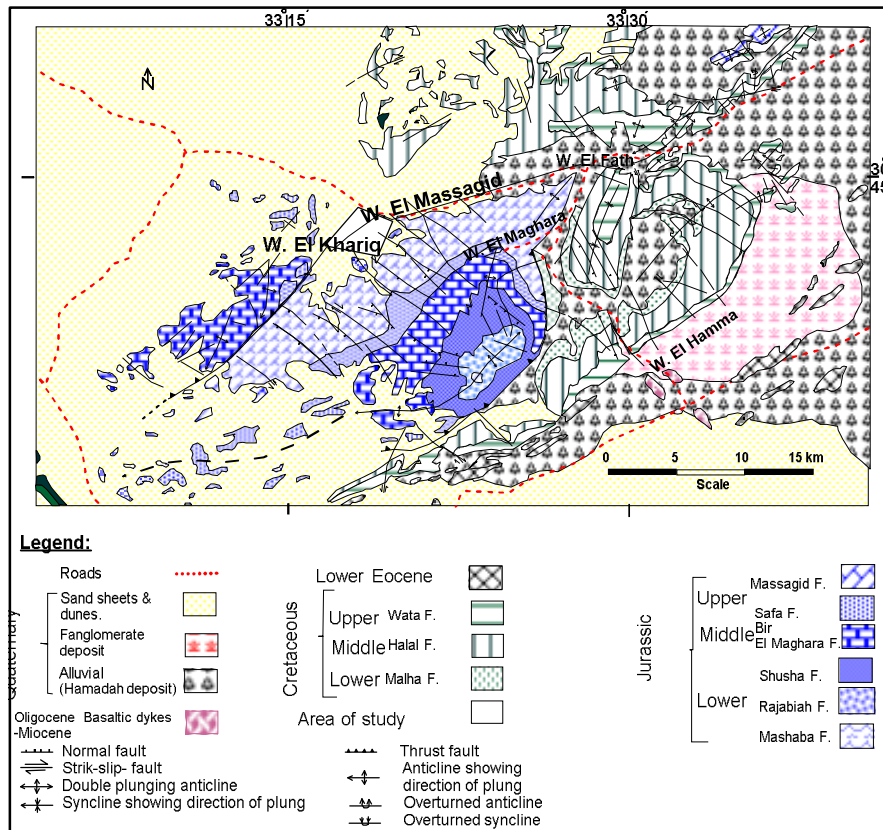 33°15′
33°30′
N
30
45
W. El Fath
W. El Massagid
W. El Maghara
W. El Khariq
W. El Hamma
0 5 10 15 km
Scale
Legend:
Roads
Quaternary
Sand sheets &
dunes.
Fanglomerate
deposit
Alluvial
(Hamadah deposit)
Oligocene Basaltic dykes
-Miocene
Lower Eocene
Cretaceous
Upper Wata F.
Middle Halal F.
Lower Malha F.
Area of study
Jurassic
Upper
Massagid F.
Safa F.
Middle Bir
El Maghara F.
Shusha F.
Lower Rajabiah F.
Mashaba F.
Normal fault
Strik-slip- fault
Double plunging anticline
Syncline showing direction of plung
Thrust fault
Anticline showing
direction of plung
Overturned anticline
Overturned syncline